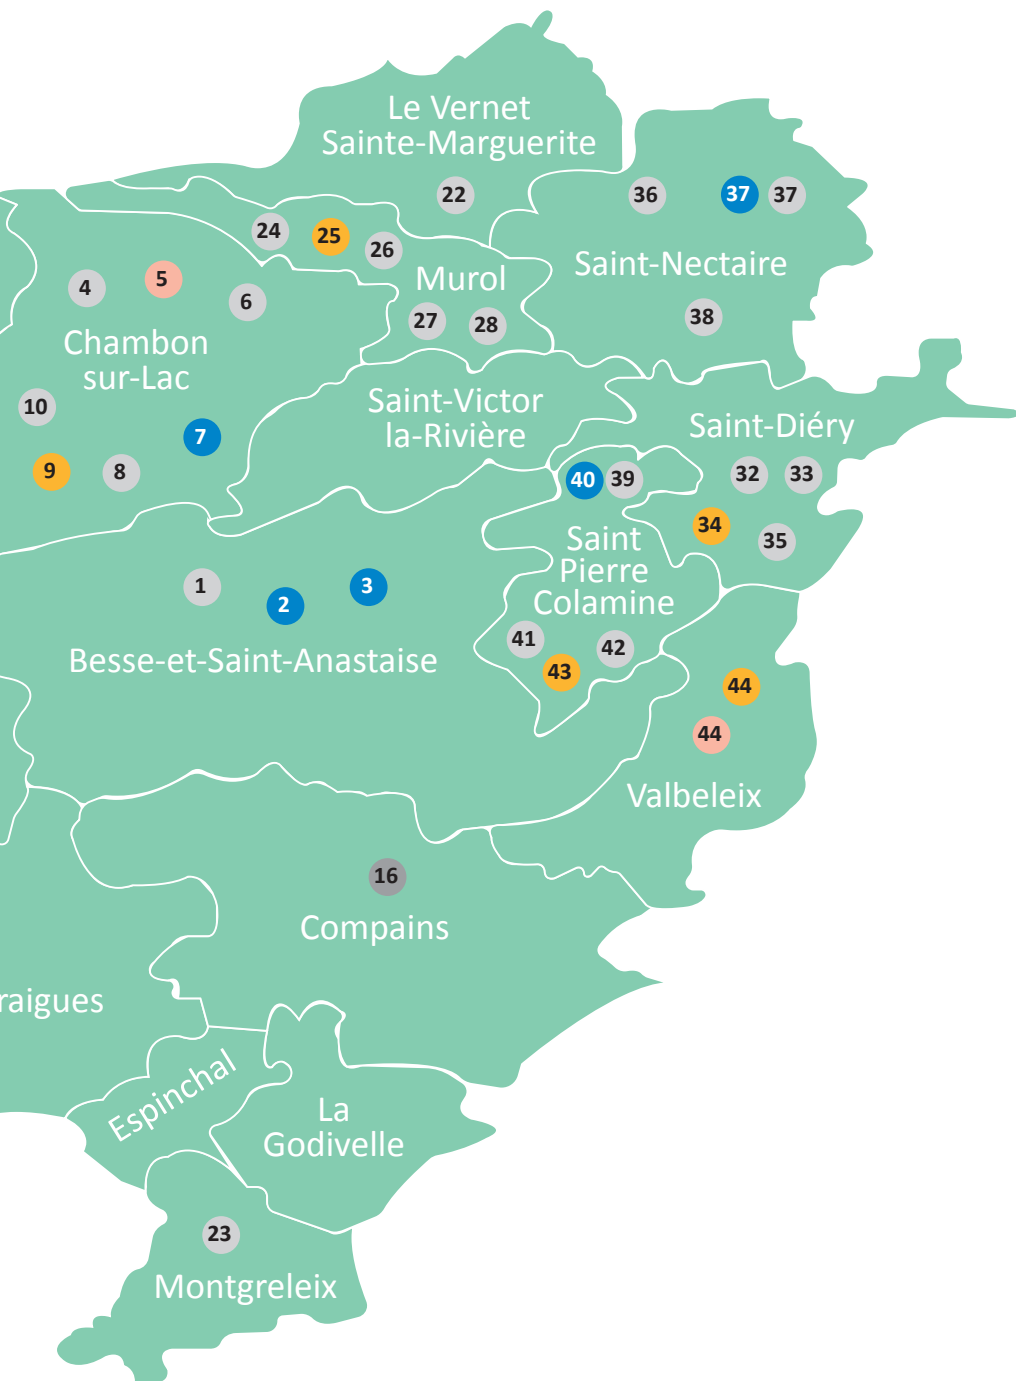 Le Vernet
Sainte-Marguerite
22
36
37
37
24
25
26
Saint-Nectaire
Murol
4
5
6
27
28
38
Chambon
sur-Lac
Saint-Victor
la-Rivière
10
Saint-Diéry
7
9
8
40
39
32
33
34
35
Saint
Pierre
Colamine
1
2
3
41
42
43
Besse-et-Saint-Anastaise
44
44
Valbeleix
16
Compains
raigues
Espinchal
La
Godivelle
23
Montgreleix